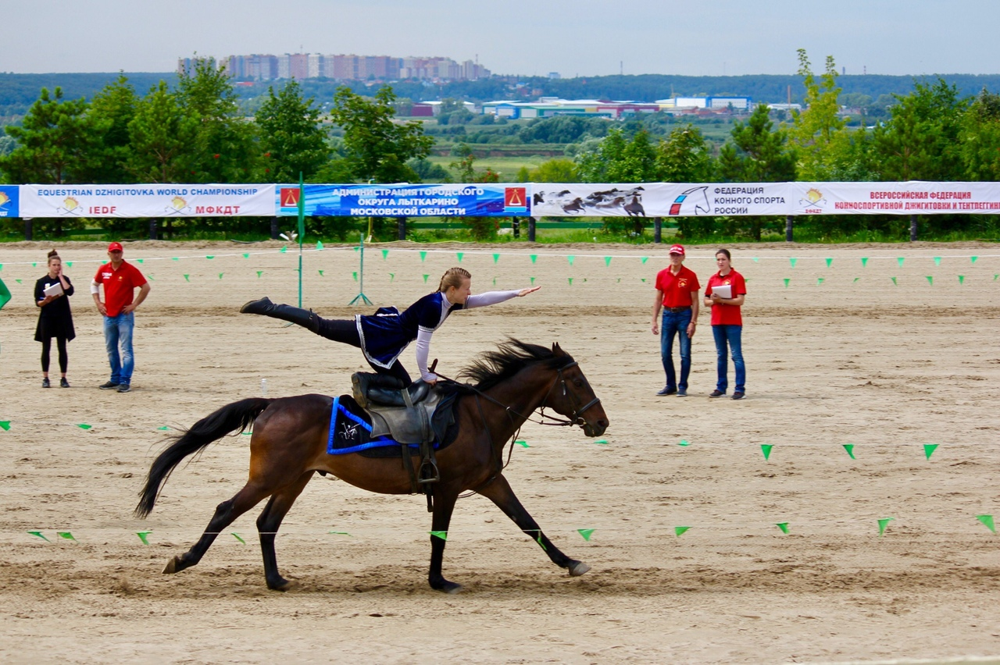 EQUESTRIAN DZHIGITOVKA WORLD CHAMPIONSHIP
IEDF
МФКДТ
АДМИНИСТРАЦИЯ ГОРОДСКОГО
ОКРУГА ЛЫТКАРИНО
МОСКОВСКОЙ ОБЛАСТИ
ФЕДЕРАЦИЯ
КОННОГО СПОРТА
РОССИИ
ВСЕРОССИЙСКАЯ ФЕДЕРАЦИЯ
КОННОСПОРТИВНОЙ ДЖИГИТОВКИ И ТЕНТПЕГГИН